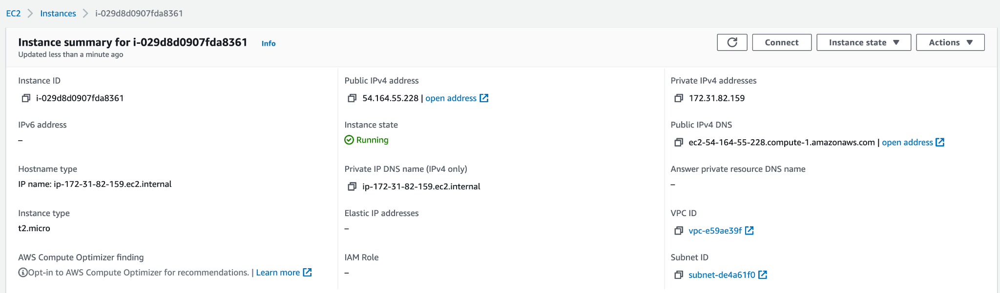 EC2 > Instances > i-029d8d0907fda8361
Instance summary for i-029d8d0907fda8361 Info
Updated less than a minute ago
Connect
Instance state
Actions
Instance ID
i-029d8d0907fda8361
Public IPv4 address
54.164.55.228 | open address
Private IPv4 addresses
172.31.82.159
IPv6 address
–
Instance state
Running
Public IPv4 DNS
ec2-54-164-55-228.compute-1.amazonaws.com | open address
Hostname type
IP name: ip-172-31-82-159.ec2.internal
Private IP DNS name (IPv4 only)
ip-172-31-82-159.ec2.internal
Answer private resource DNS name
–
Instance type
t2.micro
Elastic IP addresses
–
VPC ID
vpc-e59ae39f
AWS Compute Optimizer finding
Opt-in to AWS Compute Optimizer for recommendations. | Learn more
IAM Role
–
Subnet ID
subnet-de4a61f0